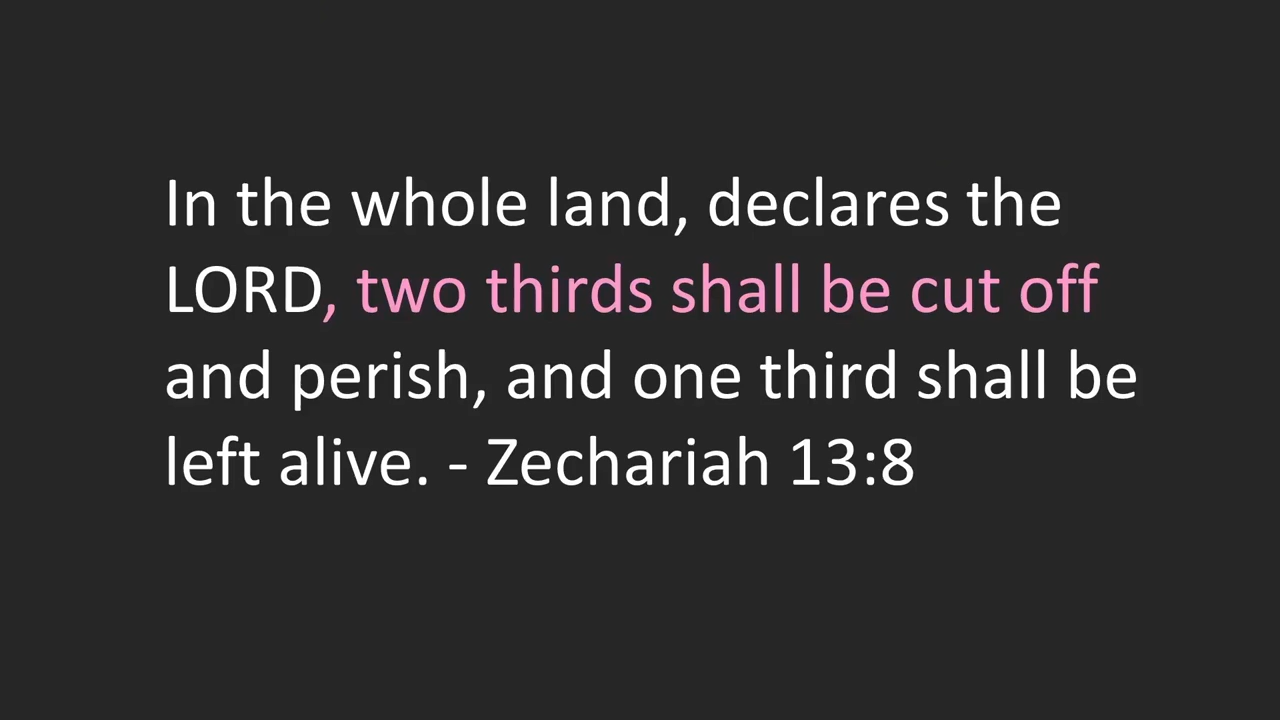 In the whole land, declares the
LORD, two thirds shall be cut off
and perish, and one third shall be
left alive. - Zechariah 13:8